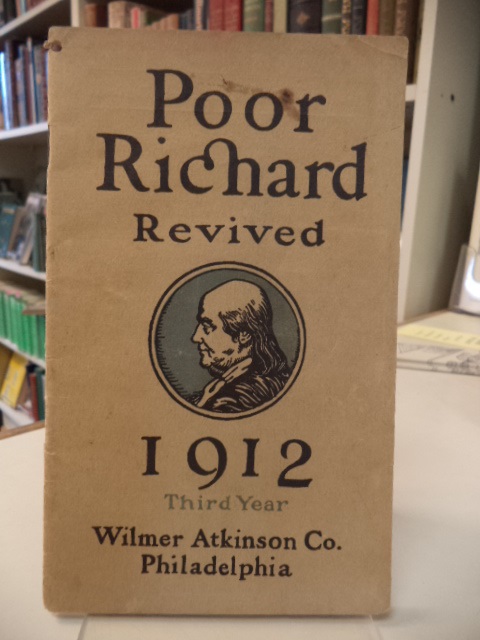 Poor
Richard
Revived
1912
Third Year
Wilmer Atkinson Co.
Philadelphia